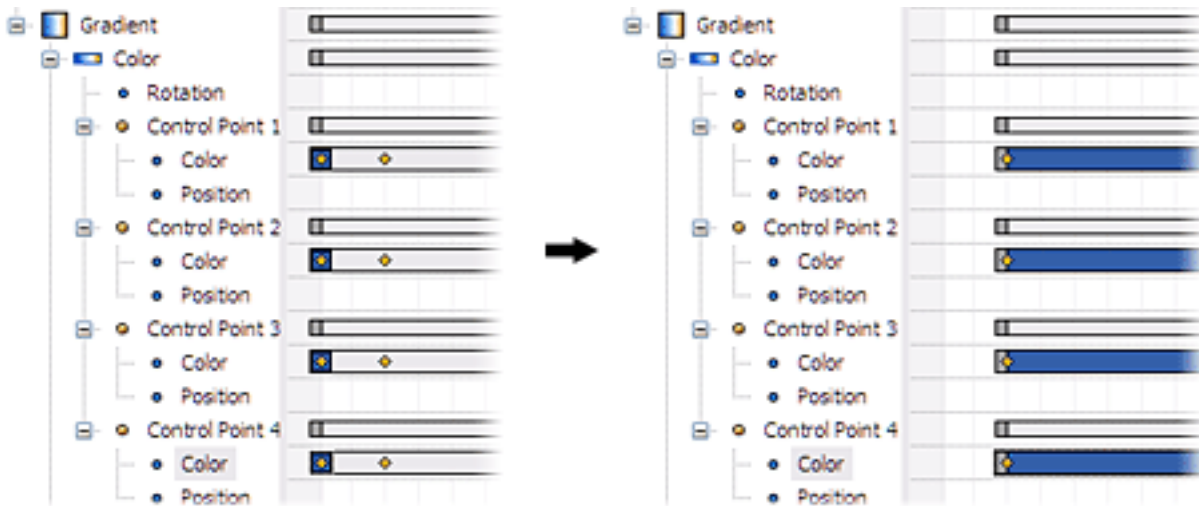 Gradient
Color
Rotation
Control Point 1
Color
Position
Control Point 2
Color
Position
Control Point 3
Color
Position
Control Point 4
Color
Position
Gradient
Color
Rotation
Control Point 1
Color
Position
Control Point 2
Color
Position
Control Point 3
Color
Position
Control Point 4
Color
Position